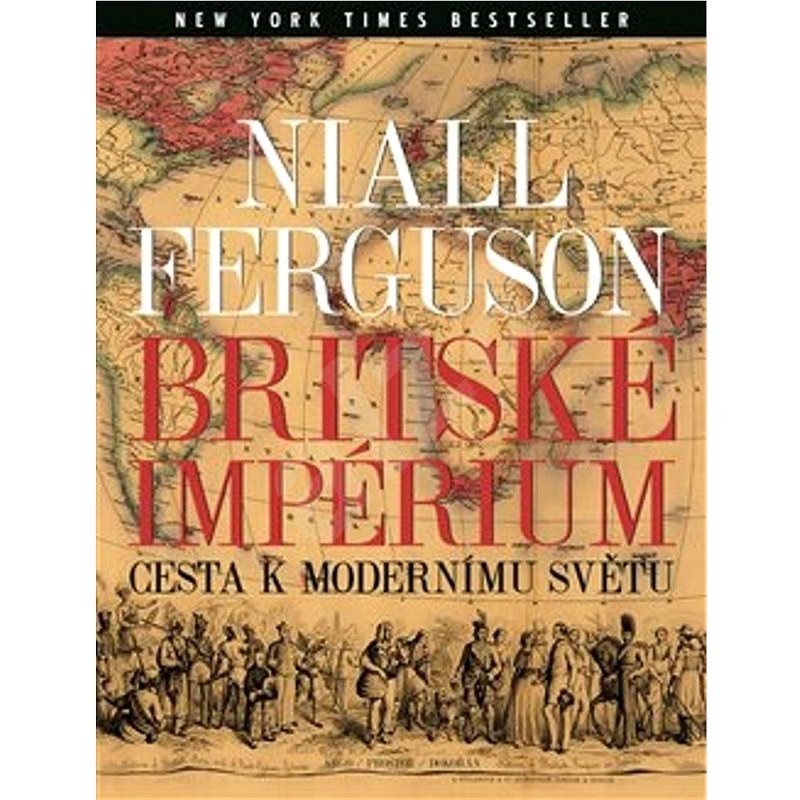 NEW YORK TIMES BESTSELLER
NIALL
FERGUSON
BRITSKÉ
IMPÉRIUM
CESTA K MODERNÍMU SVĚTU
ARGO / PROSTOR / DOKOŘÁN